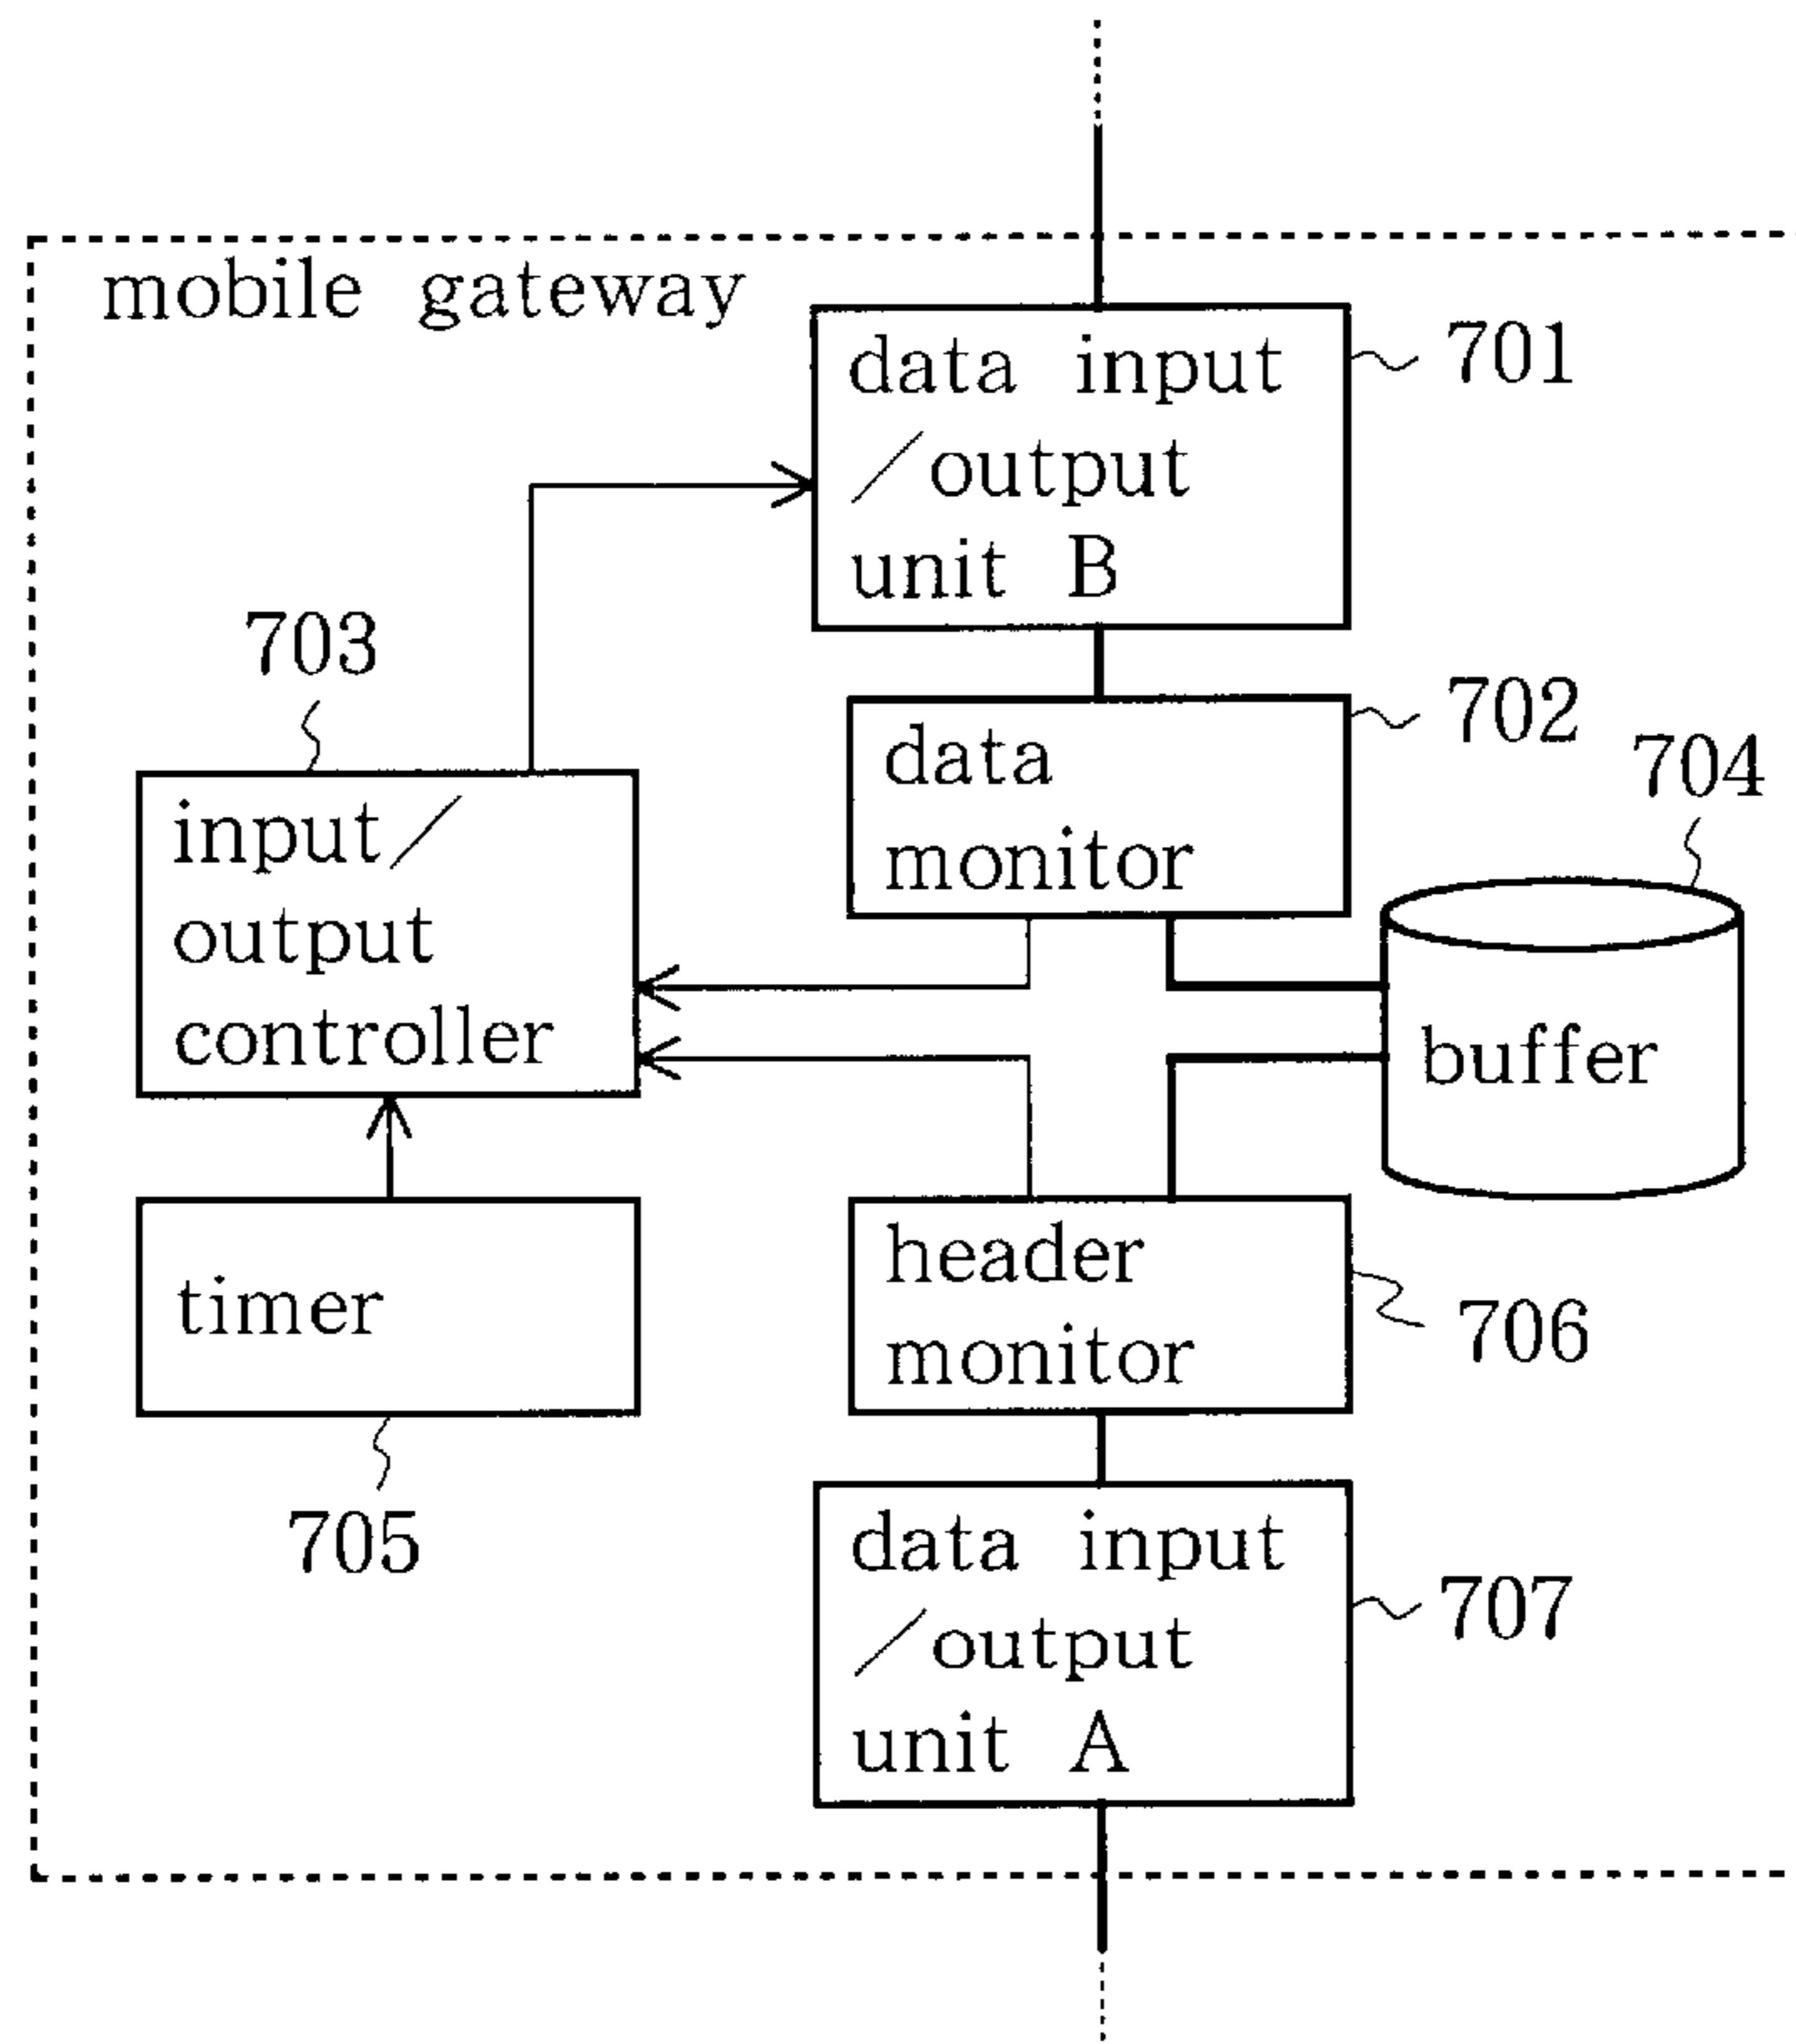 mobile gateway
data input
/output
unit B
701
703
data
monitor
702
704
input/
output
controller
buffer
timer
705
header
monitor
706
data input
/output
unit A
707